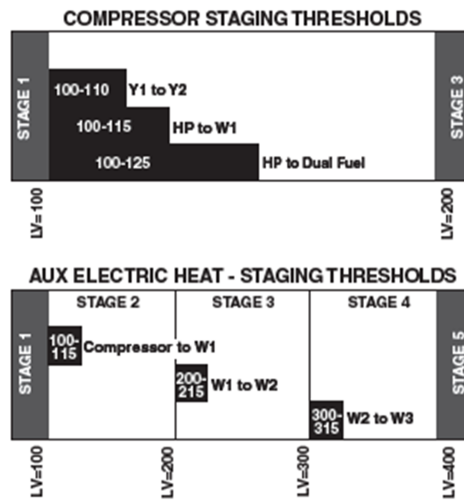 COMPRESSOR STAGING THRESHOLDS
STAGE 1
100-110 Y1 to Y2
100-115 HP to W1
100-125 HP to Dual Fuel
STAGE 3
LV=100
LV=200
AUX ELECTRIC HEAT - STAGING THRESHOLDS
STAGE 1
STAGE 2
STAGE 3
STAGE 4
STAGE 5
100-
115
Compressor to W1
200-
215
W1 to W2
300-
315
W2 to W3
LV=100
LV=200
LV=300
LV=400